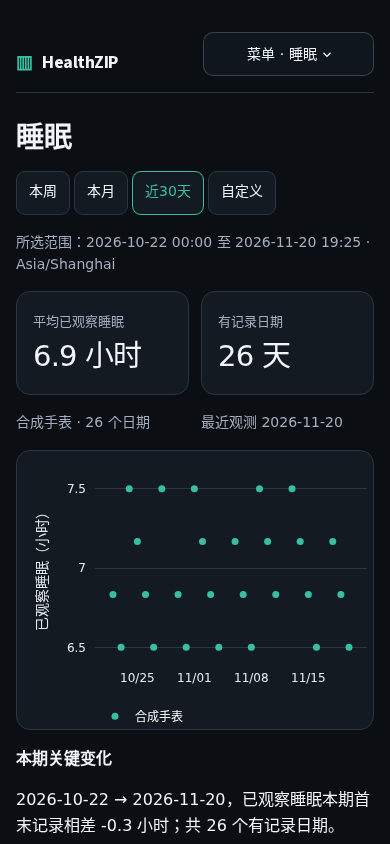 HealthZIP
菜单 · 睡眠
睡眠
本周
本月
近30天
自定义
所选范围：2026-10-22 00:00 至 2026-11-20 19:25 ·
Asia/Shanghai
平均已观察睡眠
6.9 小时
有记录日期
26 天
合成手表 · 26 个日期
最近观测 2026-11-20
已观察睡眠（小时）
7.5
7
6.5
10/25
11/01
11/08
11/15
合成手表
本期关键变化
2026-10-22 → 2026-11-20，已观察睡眠本期首
末记录相差 -0.3 小时；共 26 个有记录日期。